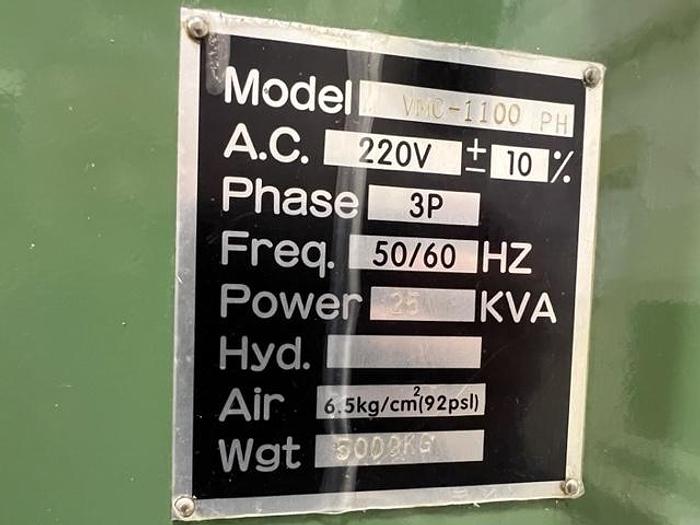 Model VMC-1100 PH
A.C. 220V ± 10 %
Phase 3P
Freq. 50/60 HZ
Power 25 KVA
Hyd.
Air 6.5kg/cm²(92psl)
Wgt 5000KG